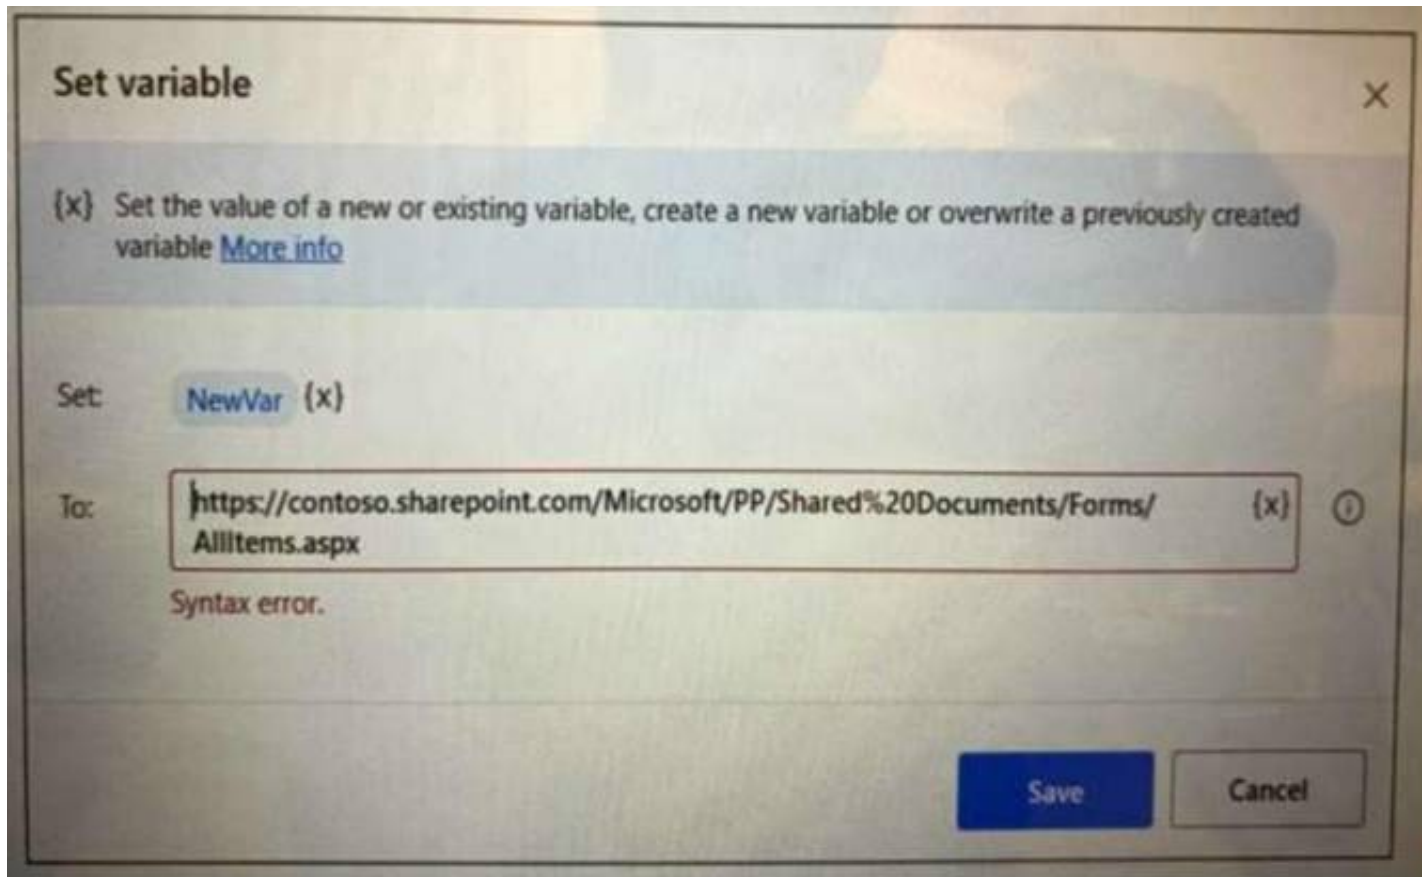 Set variable
{x} Set the value of a new or existing variable, create a new variable or overwrite a previously created
variable More info
Set: NewVar {x}
To: https://contoso.sharepoint.com/Microsoft/PP/Shared%20Documents/Forms/ {x}
AllItems.aspx
Syntax error.
Save Cancel